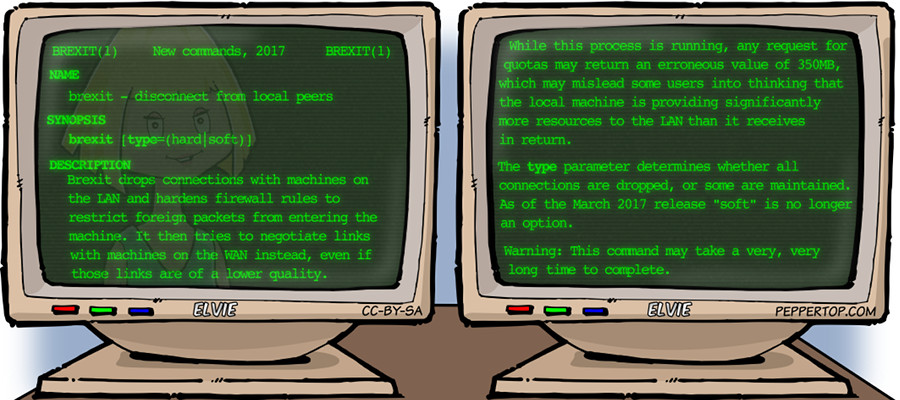 BREXIT(1) New commands, 2017 BREXIT(1)
NAME
brexit - disconnect from local peers
SYNOPSIS
brexit [type=(hard|soft)]
DESCRIPTION
Brexit drops connections with machines on
the LAN and hardens firewall rules to
restrict foreign packets from entering the
machine. It then tries to negotiate links
with machines on the WAN instead, even if
those links are of a lower quality.
ELVIE
CC-BY-SA
While this process is running, any request for
quotas may return an erroneous value of 350MB,
which may mislead some users into thinking that
the local machine is providing significantly
more resources to the LAN than it receives
in return.
The type parameter determines whether all
connections are dropped, or some are maintained.
As of the March 2017 release "soft" is no longer
an option.
Warning: This command may take a very, very
long time to complete.
ELVIE
PEPPERTOP.COM